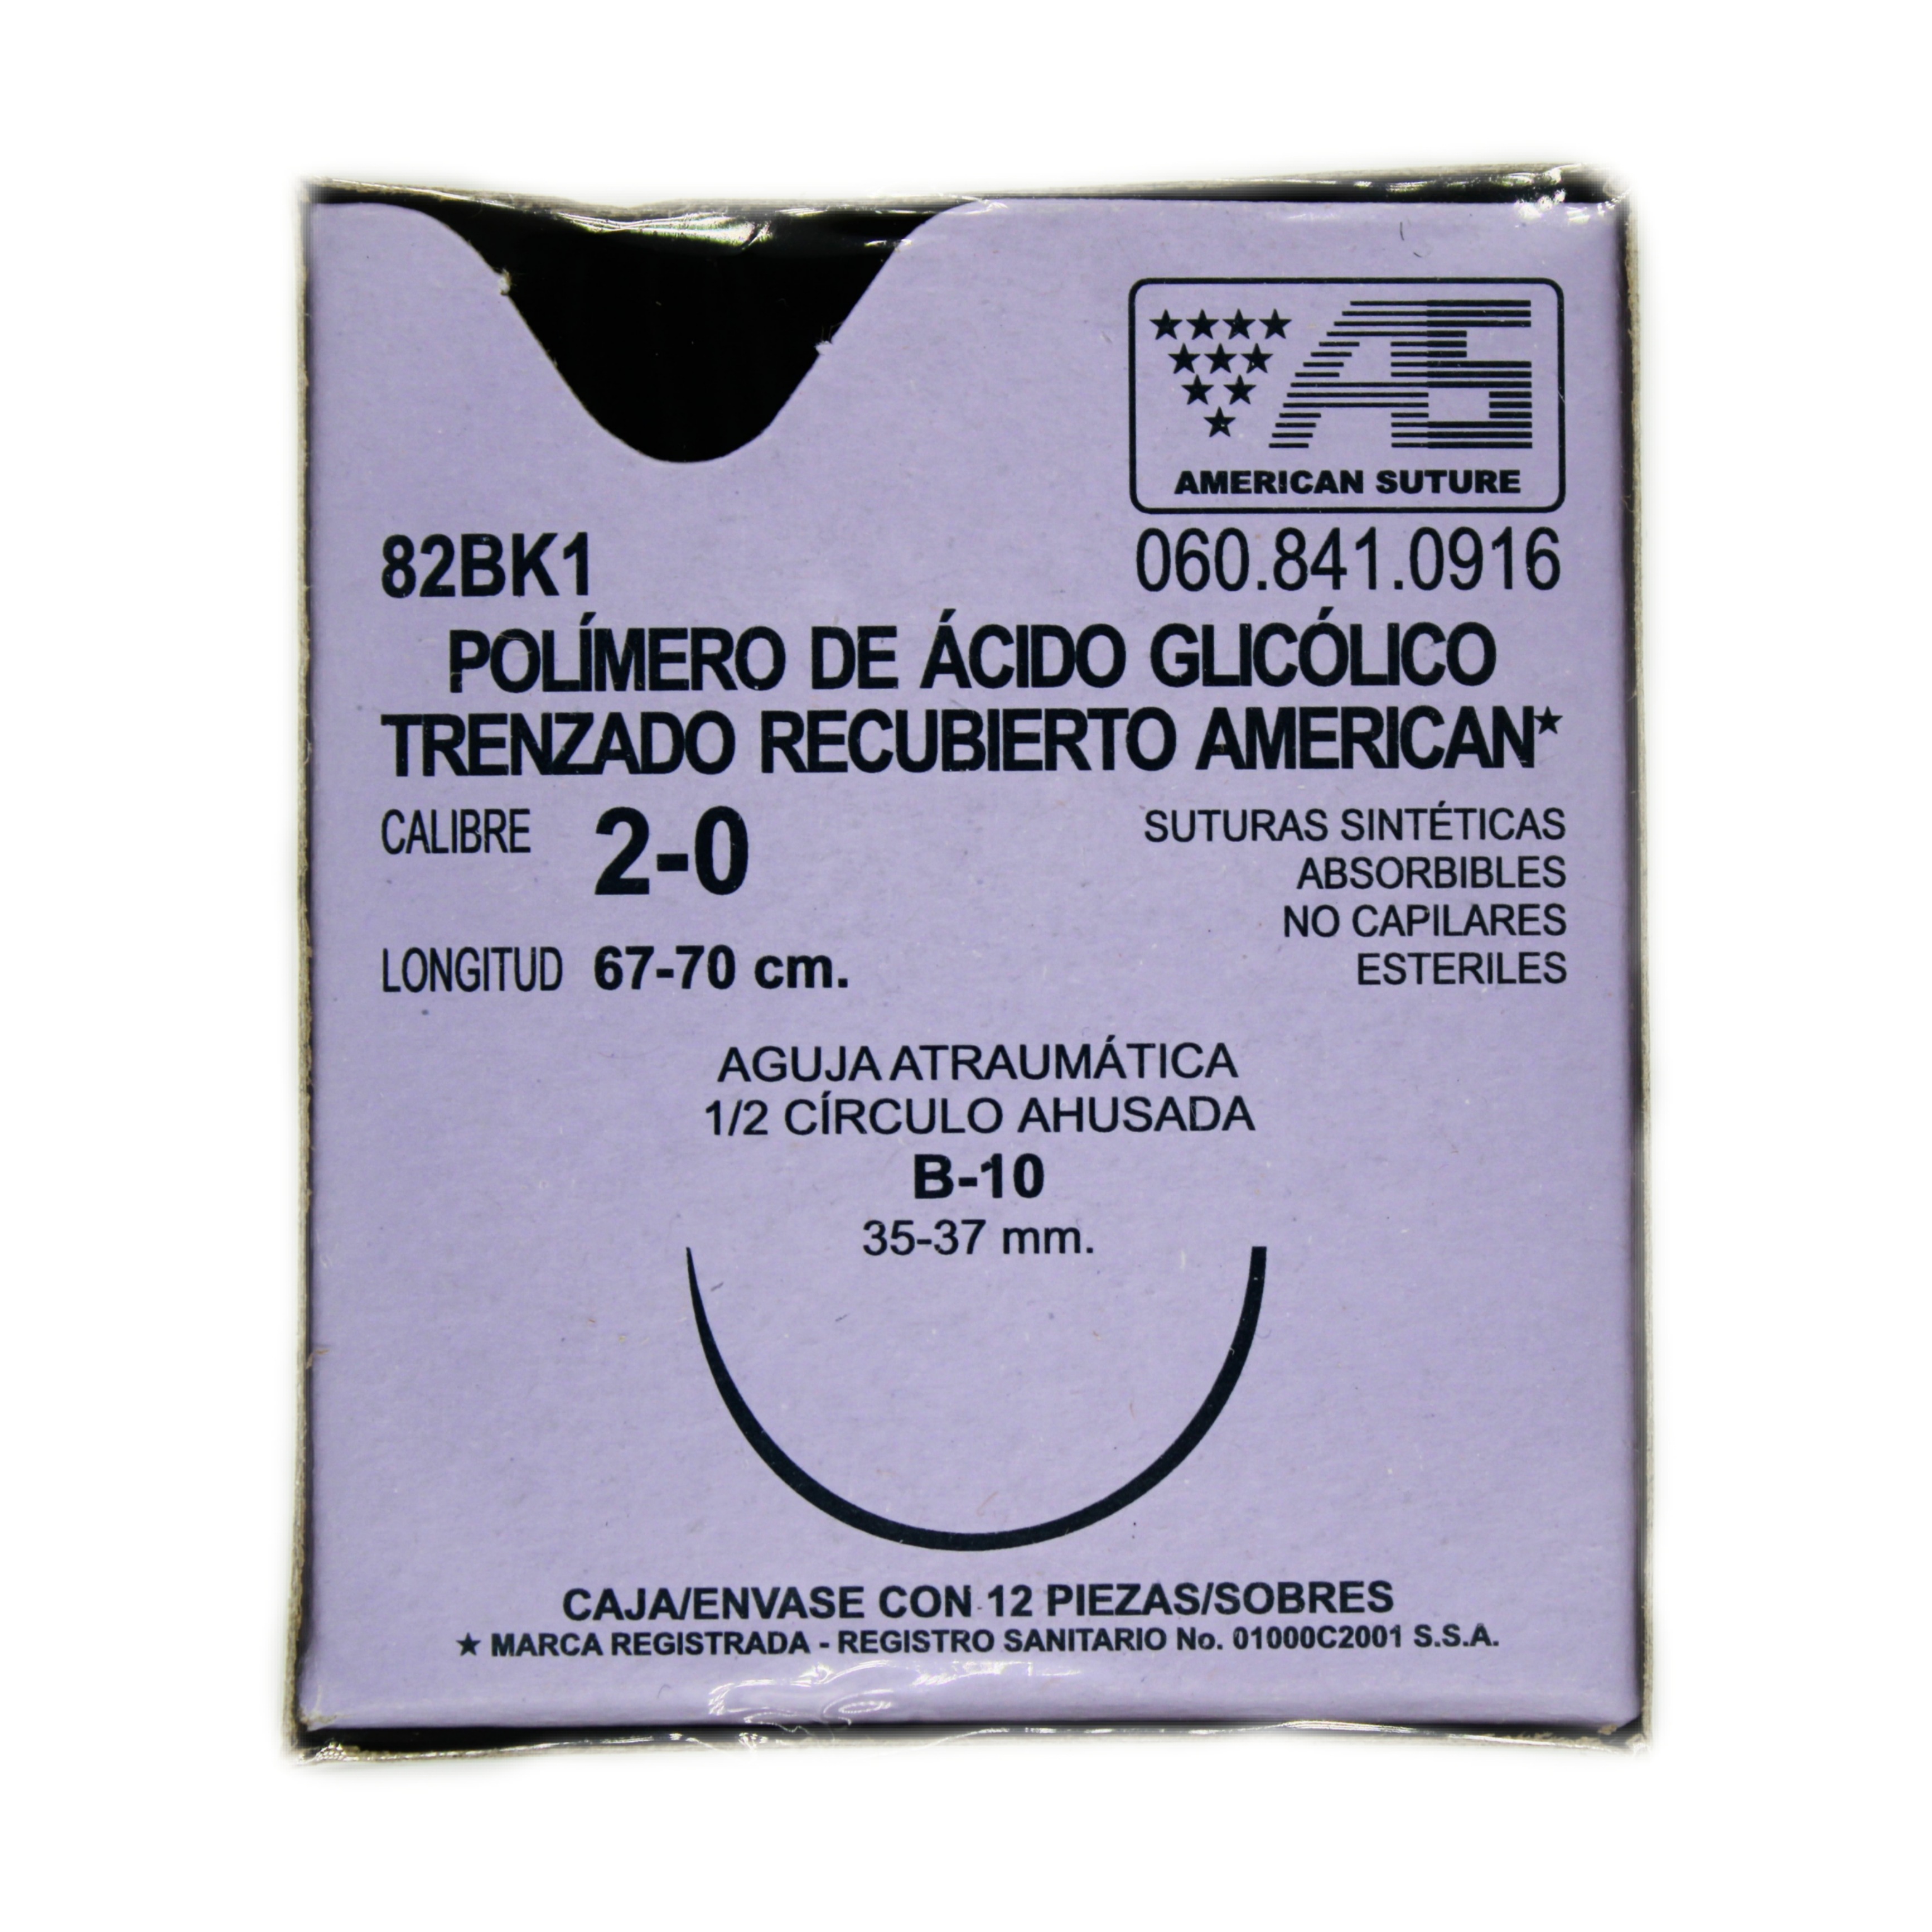 AS
AMERICAN SUTURE
82BK1 060.841.0916
POLÍMERO DE ÁCIDO GLICÓLICO
TRENZADO RECUBIERTO AMERICAN★
CALIBRE 2-0
LONGITUD 67-70 cm.
SUTURAS SINTÉTICAS
ABSORBIBLES
NO CAPILARES
ESTERILES
AGUJA ATRAUMÁTICA
1/2 CÍRCULO AHUSADA
B-10
35-37 mm.
CAJA/ENVASE CON 12 PIEZAS/SOBRES
★ MARCA REGISTRADA - REGISTRO SANITARIO No. 01000C2001 S.S.A.